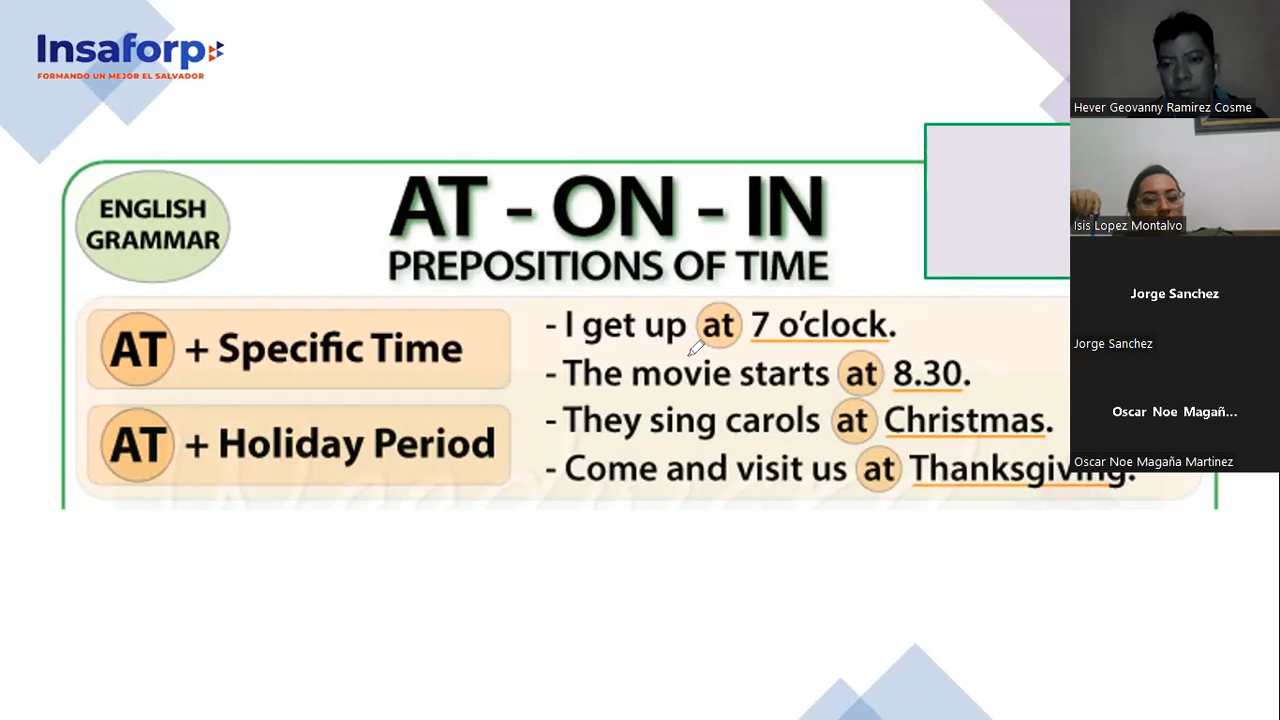 Insaforp
FORMANDO UN MEJOR EL SALVADOR
ENGLISH
GRAMMAR
AT - ON - IN
PREPOSITIONS OF TIME
AT + Specific Time
- I get up at 7 o'clock.
- The movie starts at 8.30.
AT + Holiday Period
- They sing carols at Christmas.
- Come and visit us at Thanksgiving.
Hever Geovanny Ramirez Cosme
Isis Lopez Montalvo
Jorge Sanchez
Jorge Sanchez
Oscar Noe Magañ...
Oscar Noe Magaña Martinez